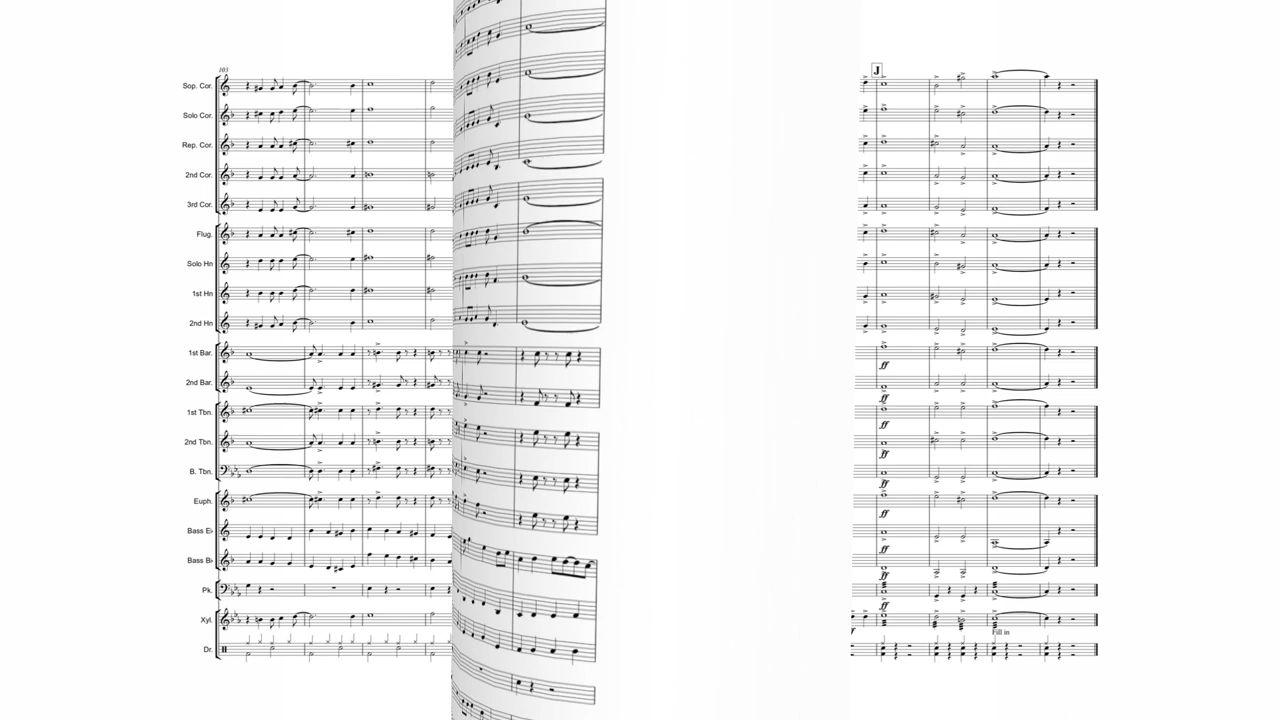 103
J
Sop. Cor.
Solo Cor.
Rep. Cor.
2nd Cor.
3rd Cor.
Flug.
Solo Hn
1st Hn
2nd Hn
1st Bar.
ff
2nd Bar.
ff
1st Tbn.
ff
2nd Tbn.
ff
B. Tbn.
ff
Euph.
ff
Bass E♭
ff
Bass B♭
ff
Pk.
ff
Xyl.
Fill in
Dr.